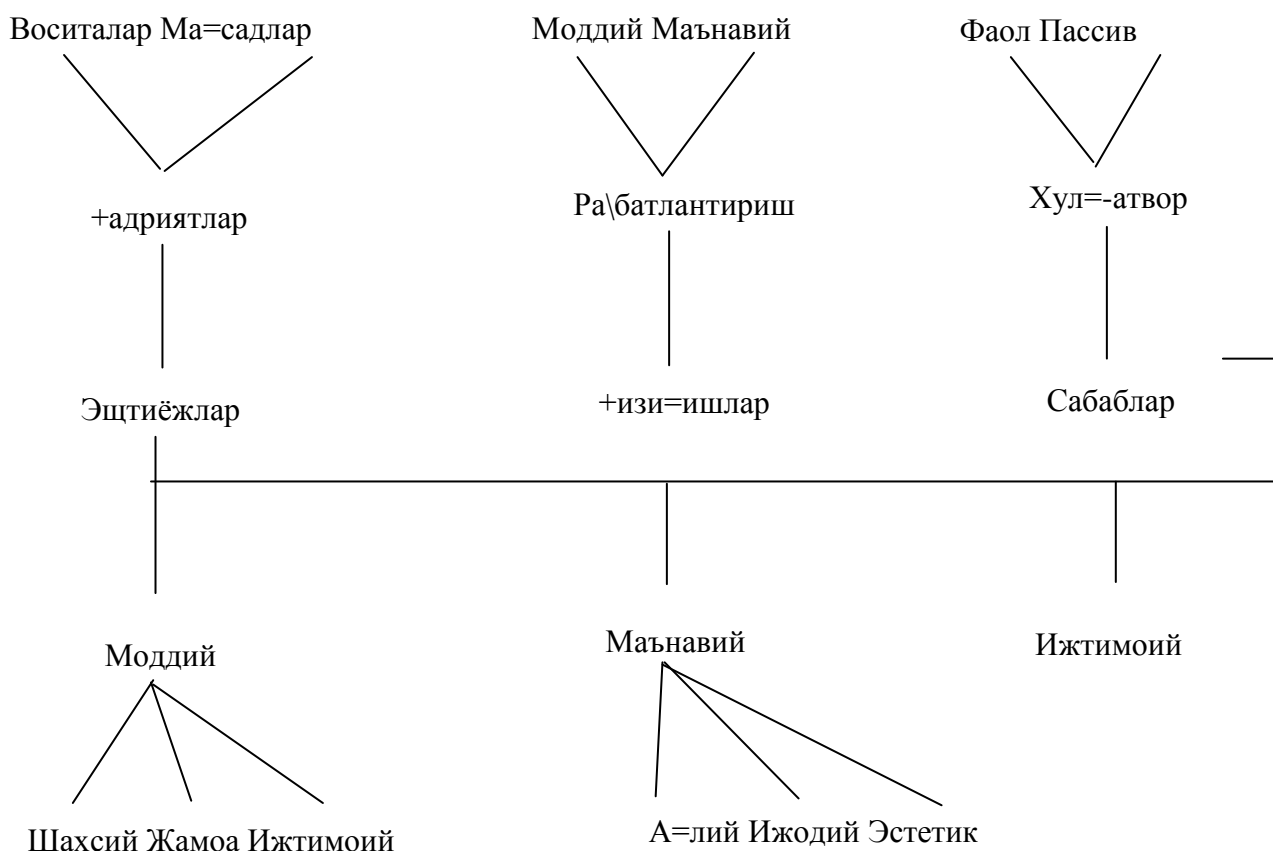 Воситалар Ма=садлар
Моддий Маънавий
Фаол Пассив
+адриятлар
Ра\батлантириш
Хул=-атвор
Эщтиёжлар
+изи=ишлар
Сабаблар
Моддий
Маънавий
Ижтимоий
Шахсий Жамоа Ижтимоий
А=лий Ижодий Эстетик